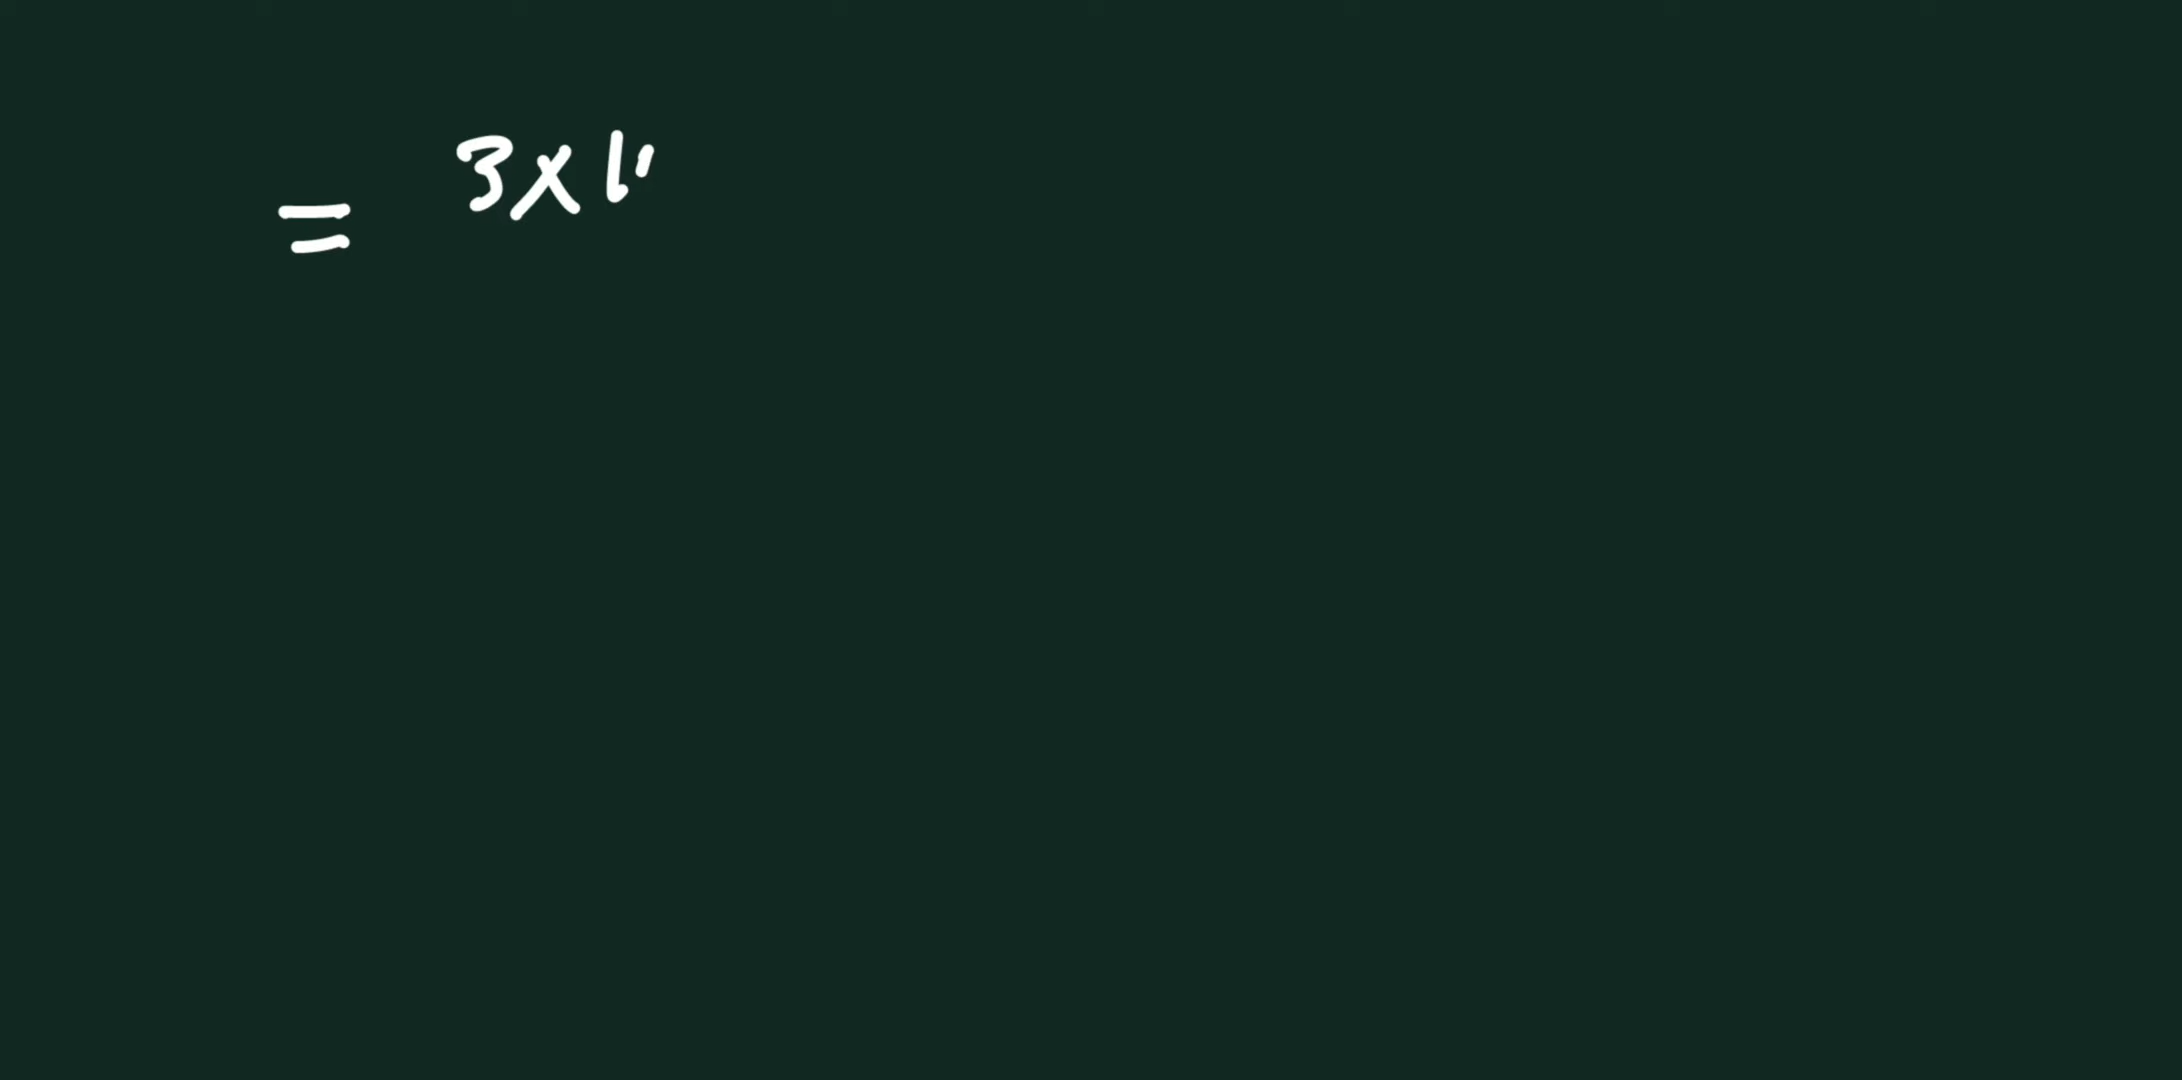 = 3x